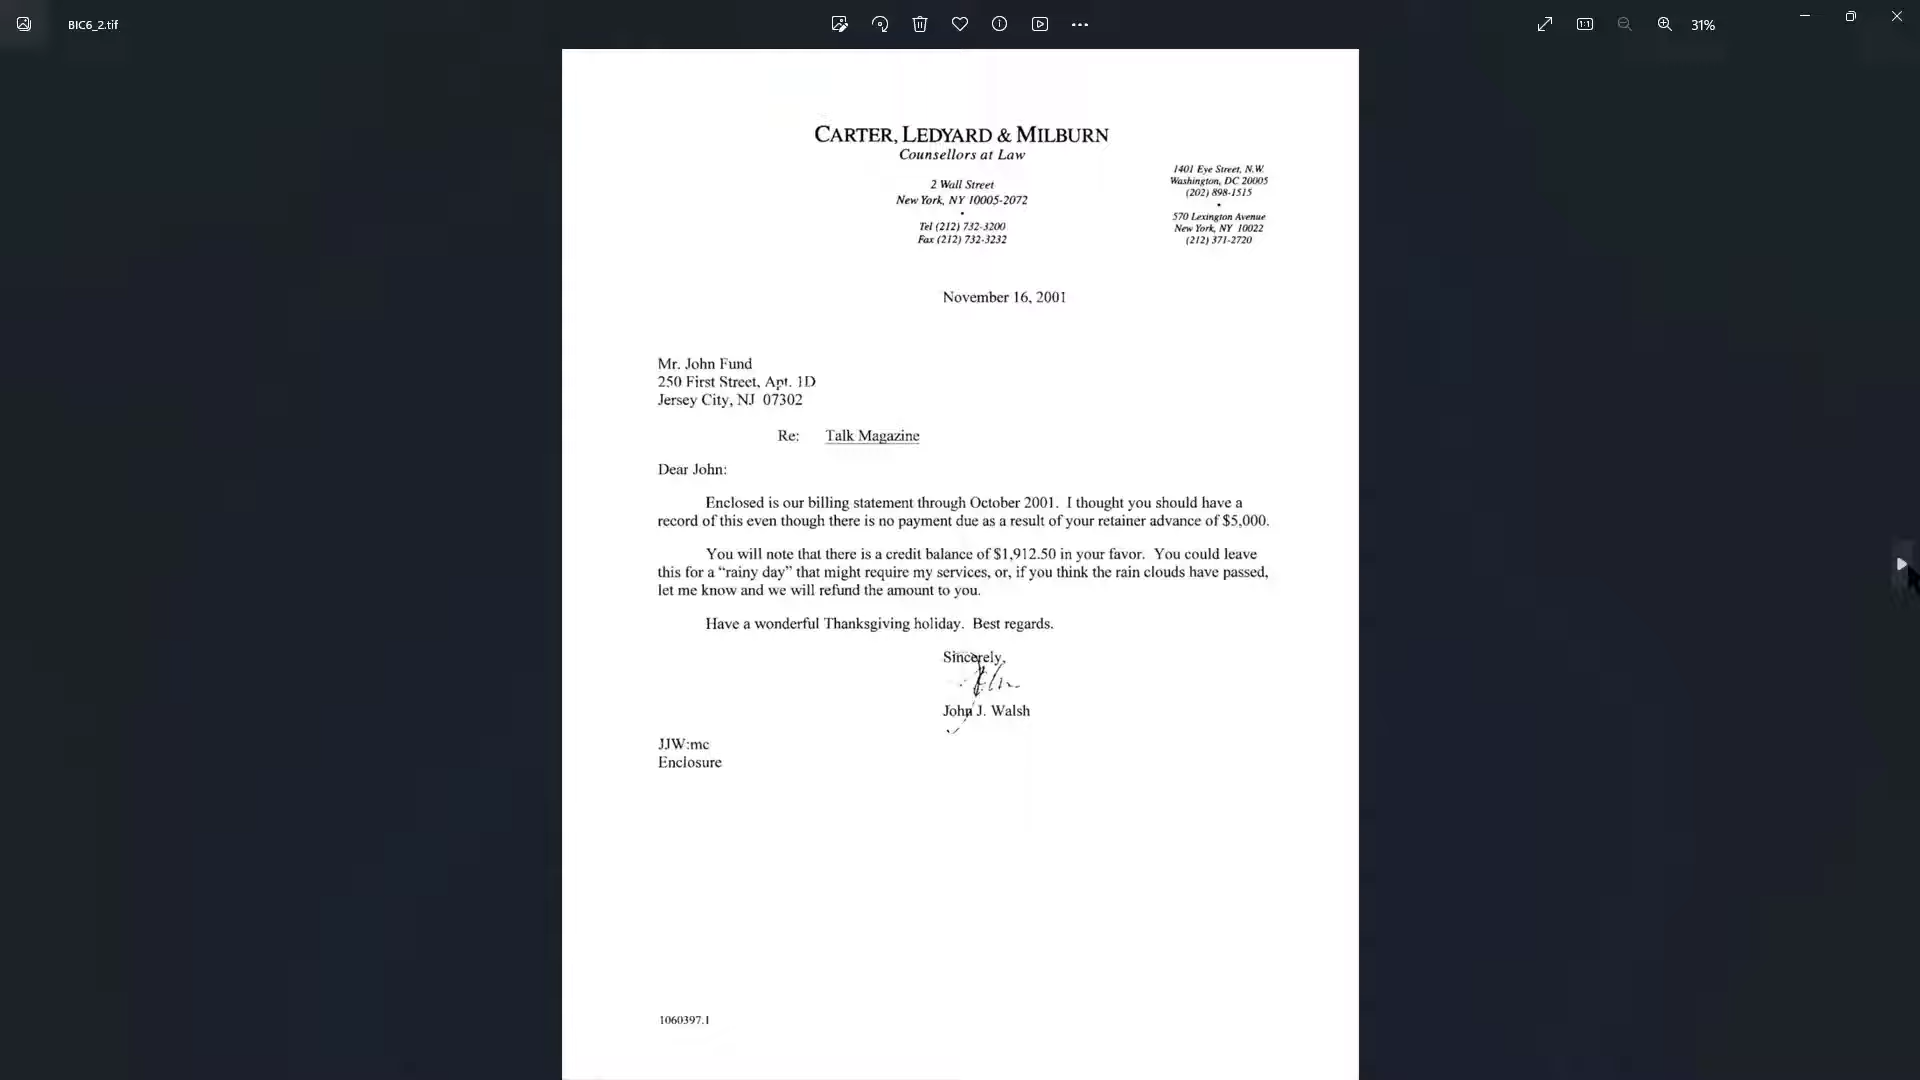 BIC6_2.tif
31%
CARTER, LEDYARD & MILBURN
Counsellors at Law
2 Wall Street
New York, NY 10005-2072
•
Tel (212) 732-3200
Fax (212) 732-3232
1401 Eye Street, N.W.
Washington, DC 20005
(202) 898-1515
•
570 Lexington Avenue
New York, NY 10022
(212) 371-2720
November 16, 2001
Mr. John Fund
250 First Street, Apt. 1D
Jersey City, NJ 07302
Re: Talk Magazine
Dear John:
Enclosed is our billing statement through October 2001. I thought you should have a
record of this even though there is no payment due as a result of your retainer advance of $5,000.
You will note that there is a credit balance of $1,912.50 in your favor. You could leave
this for a “rainy day” that might require my services, or, if you think the rain clouds have passed,
let me know and we will refund the amount to you.
Have a wonderful Thanksgiving holiday. Best regards.
Sincerely,
John J. Walsh
JJW:mc
Enclosure
1060397.1